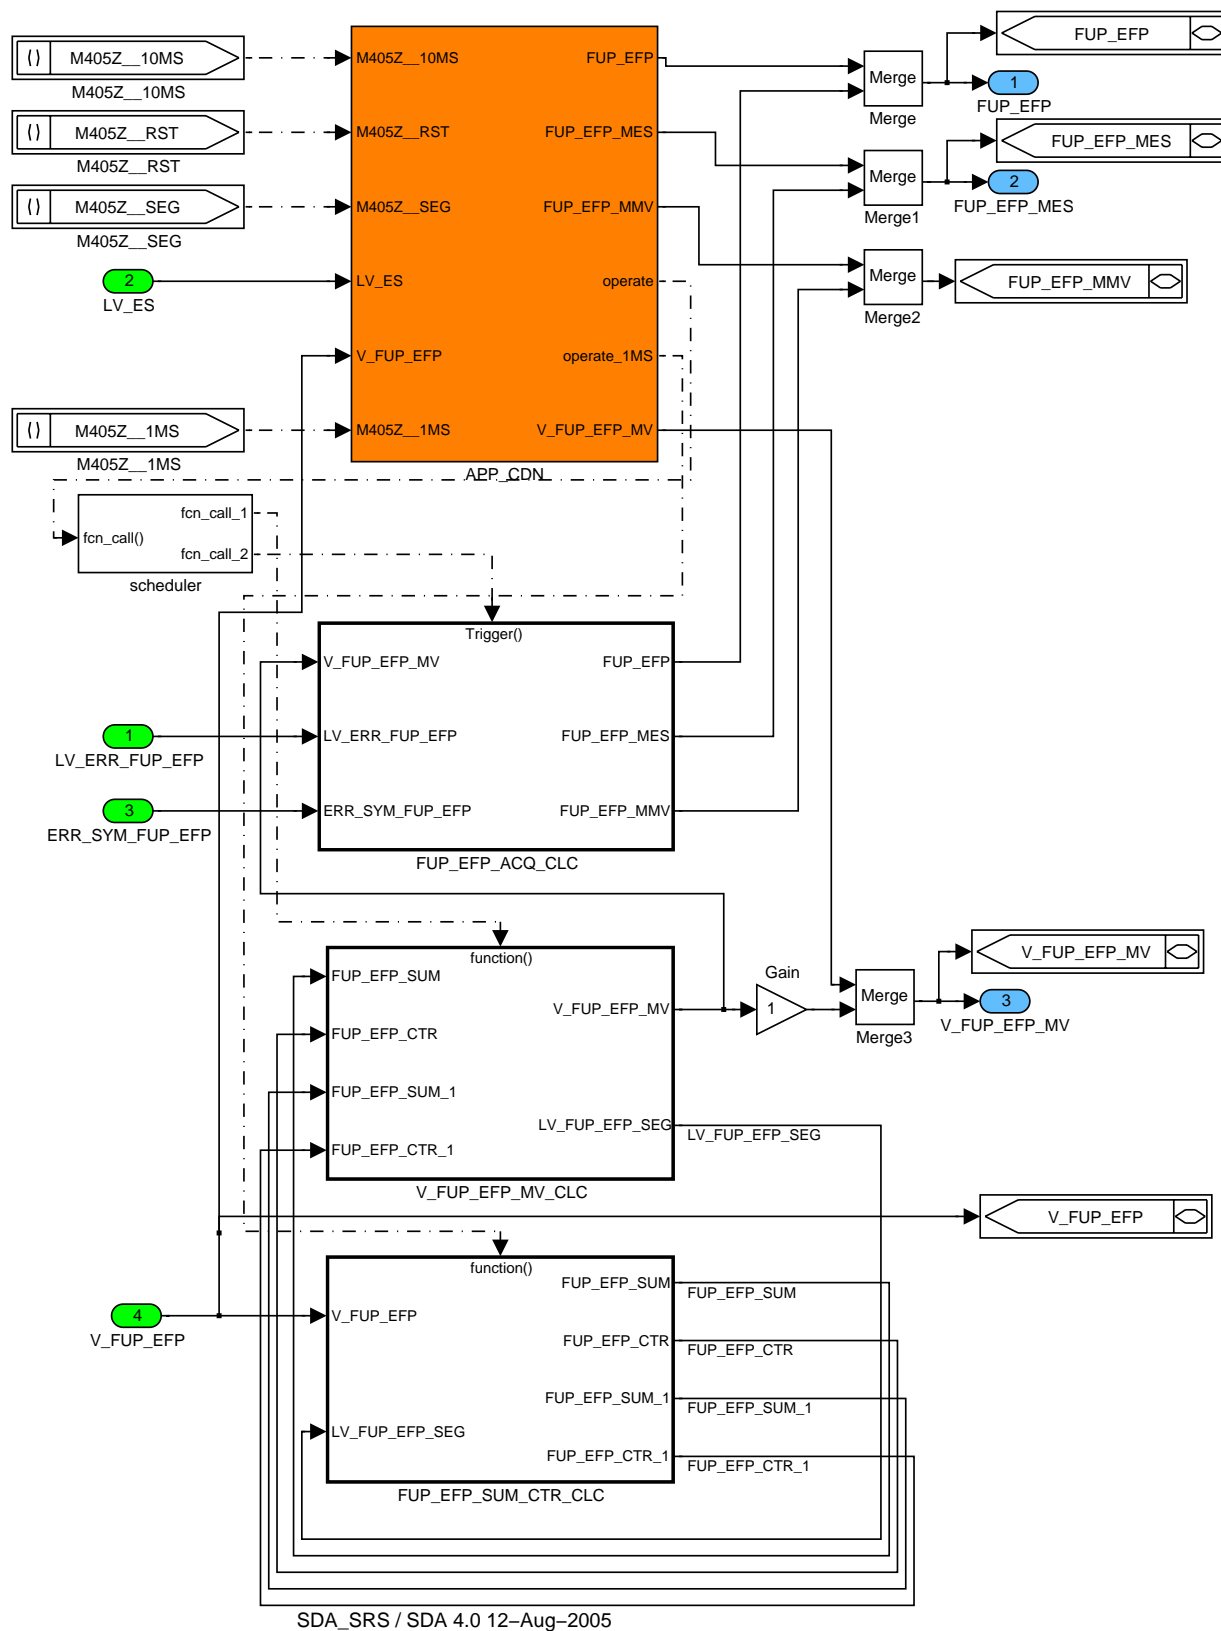 M405Z__10MS
M405Z__10MS
M405Z__RST
M405Z__RST
M405Z__SEG
M405Z__SEG
2
LV_ES
M405Z__1MS
M405Z__1MS
M405Z__10MS
M405Z__RST
M405Z__SEG
LV_ES
V_FUP_EFP
M405Z__1MS
FUP_EFP
FUP_EFP_MES
FUP_EFP_MMV
operate
operate_1MS
V_FUP_EFP_MV
APP_CDN
Merge
Merge
Merge
Merge1
Merge
Merge2
FUP_EFP
1
FUP_EFP
FUP_EFP_MES
2
FUP_EFP_MES
FUP_EFP_MMV
fcn_call()
fcn_call_1
fcn_call_2
scheduler
Trigger()
V_FUP_EFP_MV
LV_ERR_FUP_EFP
ERR_SYM_FUP_EFP
FUP_EFP
FUP_EFP_MES
FUP_EFP_MMV
FUP_EFP_ACQ_CLC
1
LV_ERR_FUP_EFP
3
ERR_SYM_FUP_EFP
function()
FUP_EFP_SUM
FUP_EFP_CTR
FUP_EFP_SUM_1
FUP_EFP_CTR_1
V_FUP_EFP_MV
LV_FUP_EFP_SEG
LV_FUP_EFP_SEG
V_FUP_EFP_MV_CLC
Gain
1
Merge
Merge3
V_FUP_EFP_MV
3
V_FUP_EFP_MV
V_FUP_EFP
function()
V_FUP_EFP
LV_FUP_EFP_SEG
FUP_EFP_SUM
FUP_EFP_CTR
FUP_EFP_SUM_1
FUP_EFP_CTR_1
FUP_EFP_SUM
FUP_EFP_CTR
FUP_EFP_SUM_1
FUP_EFP_CTR_1
FUP_EFP_SUM_CTR_CLC
4
V_FUP_EFP
SDA_SRS / SDA 4.0 12–Aug–2005